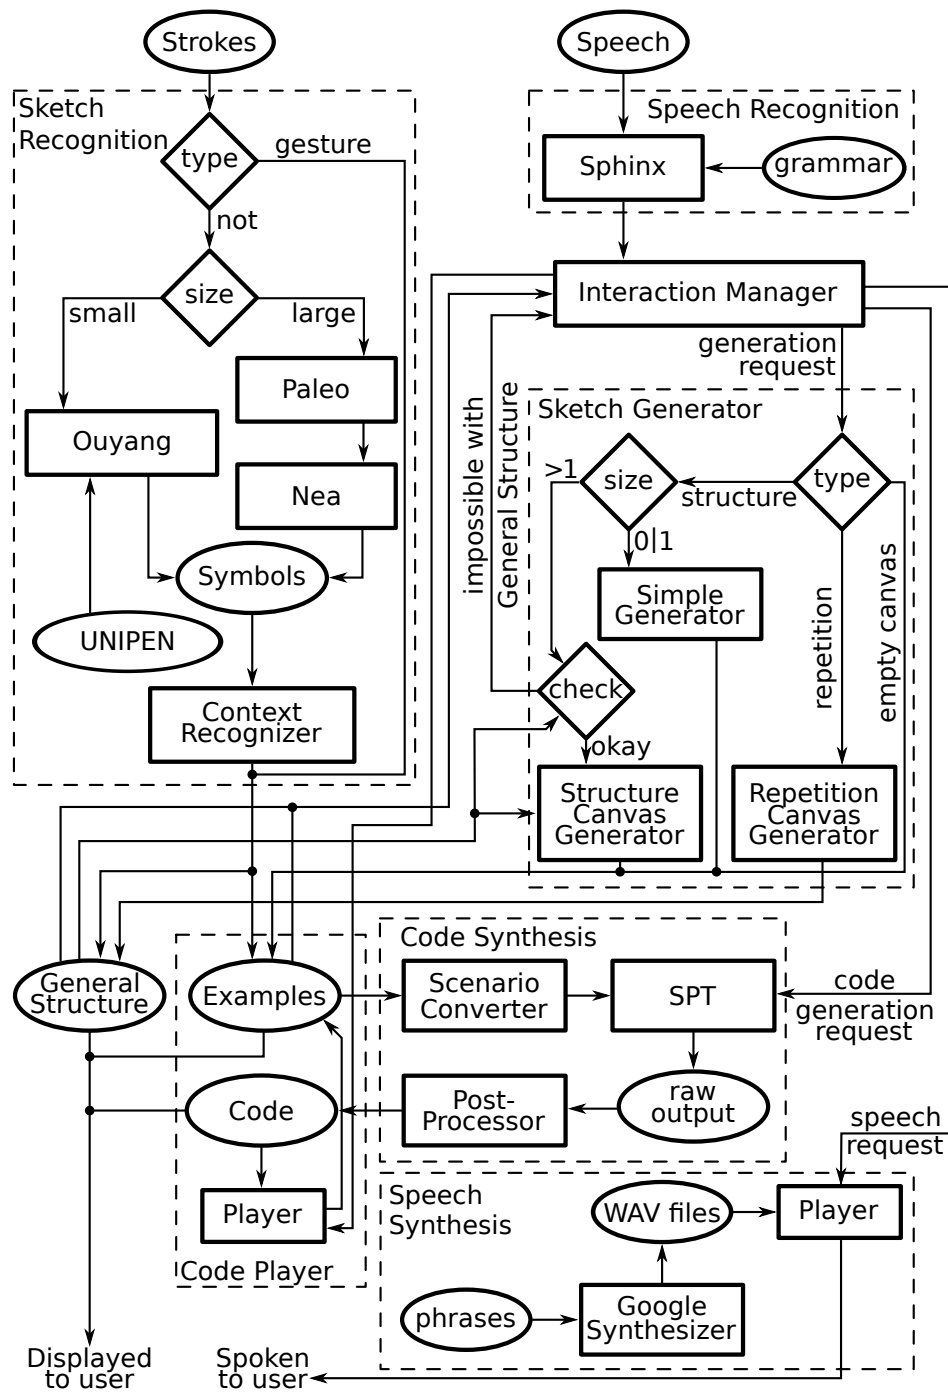 Strokes
Speech
Sketch
Recognition
type
gesture
not
size
small
large
Paleo
Ouyang
Nea
Symbols
UNIPEN
Context
Recognizer
Speech Recognition
Sphinx
grammar
Interaction Manager
generation
request
impossible with
General Structure
Sketch Generator
>1
size
structure
type
0|1
Simple
Generator
repetition
empty canvas
check
okay
Structure
Canvas
Generator
Repetition
Canvas
Generator
General
Structure
Examples
Code
Player
Code Player
Code Synthesis
Scenario
Converter
SPT
code
generation
request
Post-
Processor
raw
output
speech
request
Speech
Synthesis
WAV files
Player
phrases
Google
Synthesizer
Displayed
to user
Spoken
to user